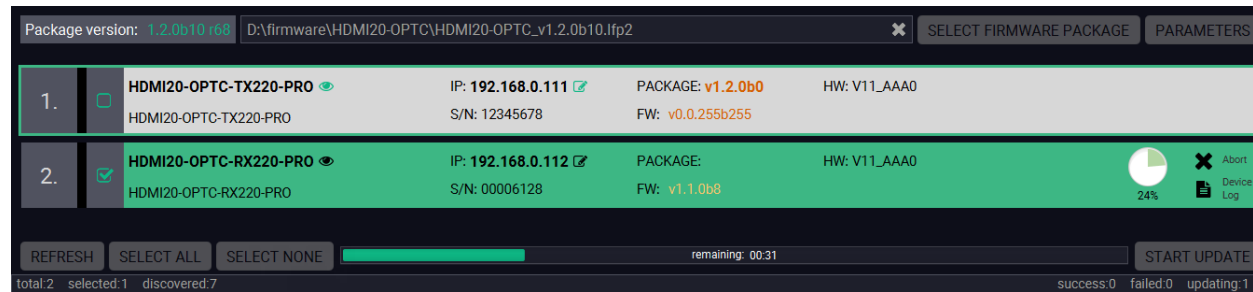 Package version: 1.2.0b10 r68 D:\firmware\HDMI20-OPTC\HDMI20-OPTC_v1.2.0b10.lfp2 SELECT FIRMWARE PACKAGE PARAMETERS
1.
HDMI20-OPTC-TX220-PRO IP: 192.168.0.111 PACKAGE: v1.2.0b0 HW: V11_AAA0
HDMI20-OPTC-TX220-PRO S/N: 12345678 FW: v0.0.255b255
2.
HDMI20-OPTC-RX220-PRO IP: 192.168.0.112 PACKAGE: HW: V11_AAA0 Abort
HDMI20-OPTC-RX220-PRO S/N: 00006128 FW: v1.1.0b8 24% Device Log
REFRESH SELECT ALL SELECT NONE remaining: 00:31 START UPDATE
total:2 selected:1 discovered:7 success:0 failed:0 updating:1